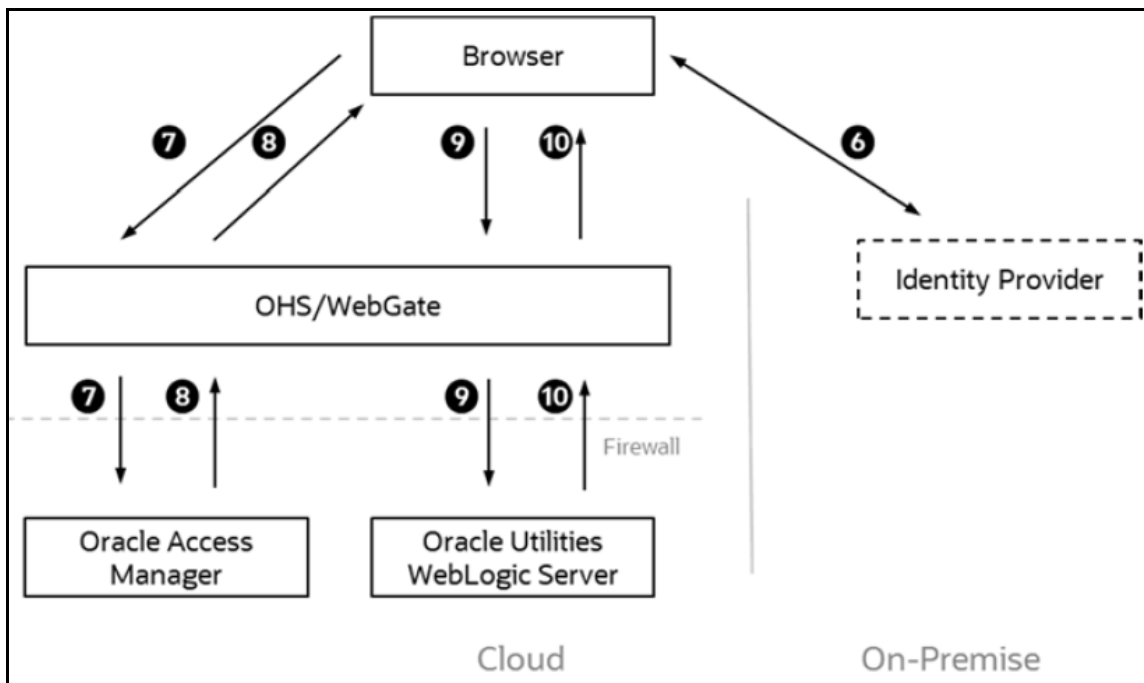 Browser
7
8
9
10
6
Identity Provider
OHS/WebGate
7
8
9
10
Firewall
Oracle Access
Manager
Oracle Utilities
WebLogic Server
Cloud
On-Premise